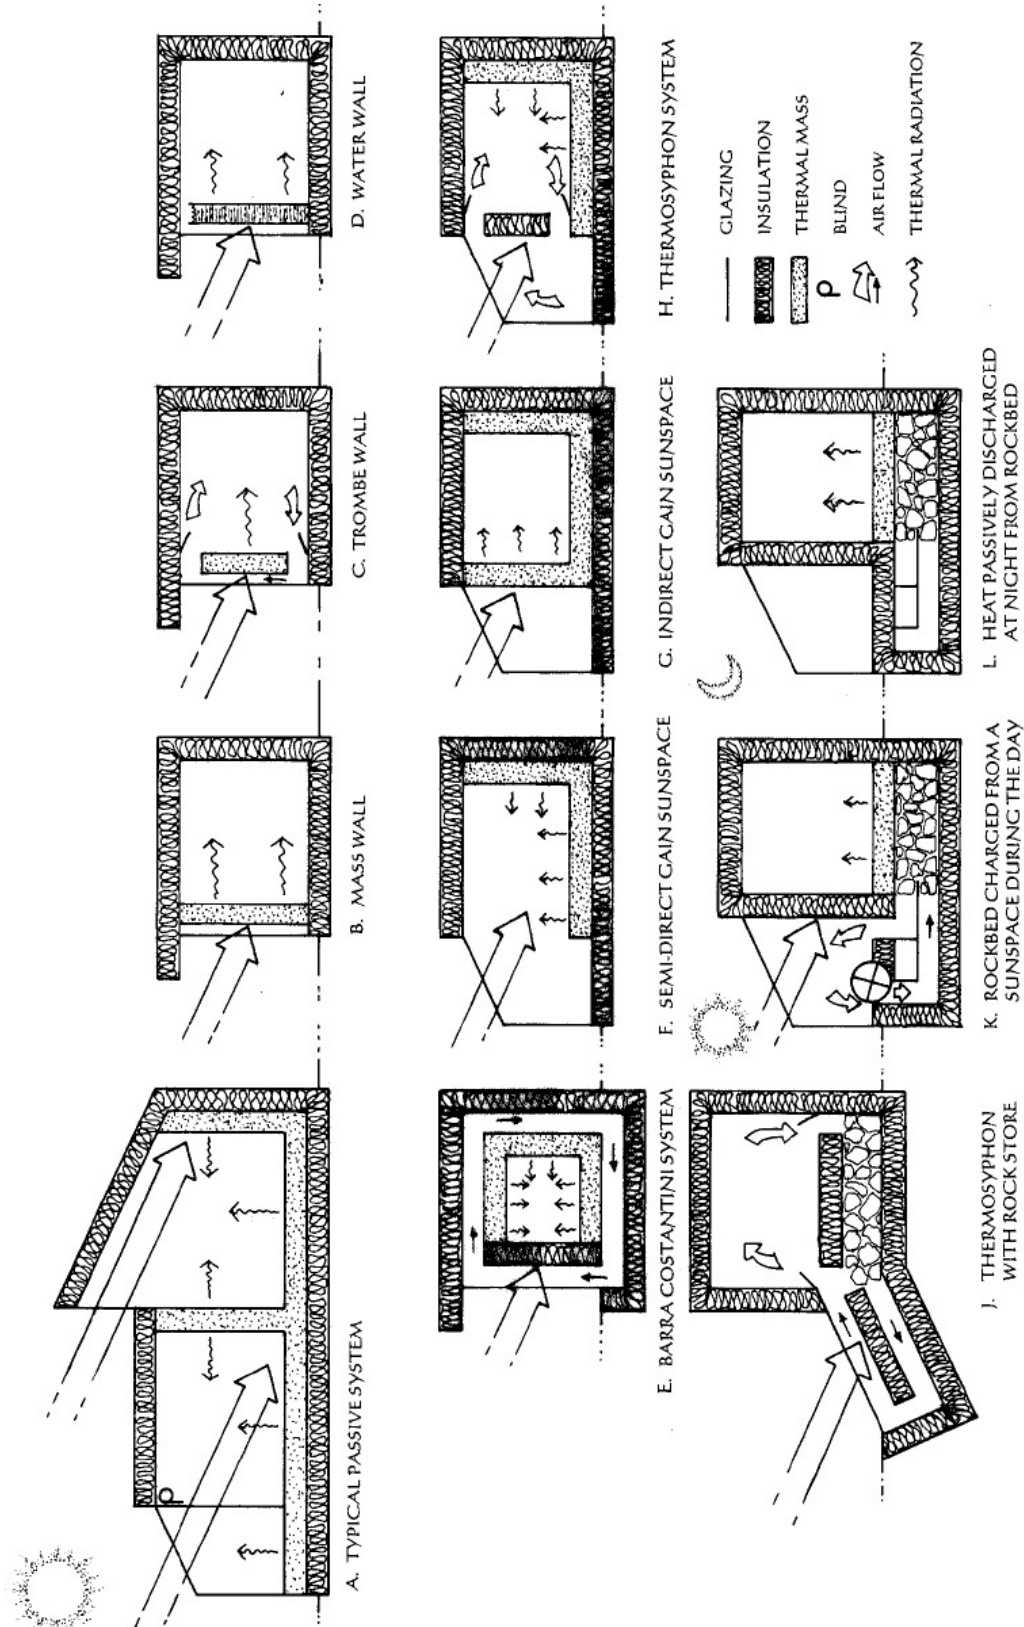 A. TYPICAL PASSIVE SYSTEM
B. MASS WALL
C. TROMBE WALL
D. WATER WALL
E. BARRA COSTANTINI SYSTEM
F. SEMI-DIRECT GAIN SUNSPACE
G. INDIRECT GAIN SUNSPACE
H. THERMOSYPHON SYSTEM
J. THERMOSYPHON
WITH ROCK STORE
K. ROCKBED CHARGED FROM A
SUNSPACE DURING THE DAY
L. HEAT PASSIVELY DISCHARGED
AT NIGHT FROM ROCKBED
GLAZING
INSULATION
THERMAL MASS
BLIND
AIR FLOW
THERMAL RADIATION